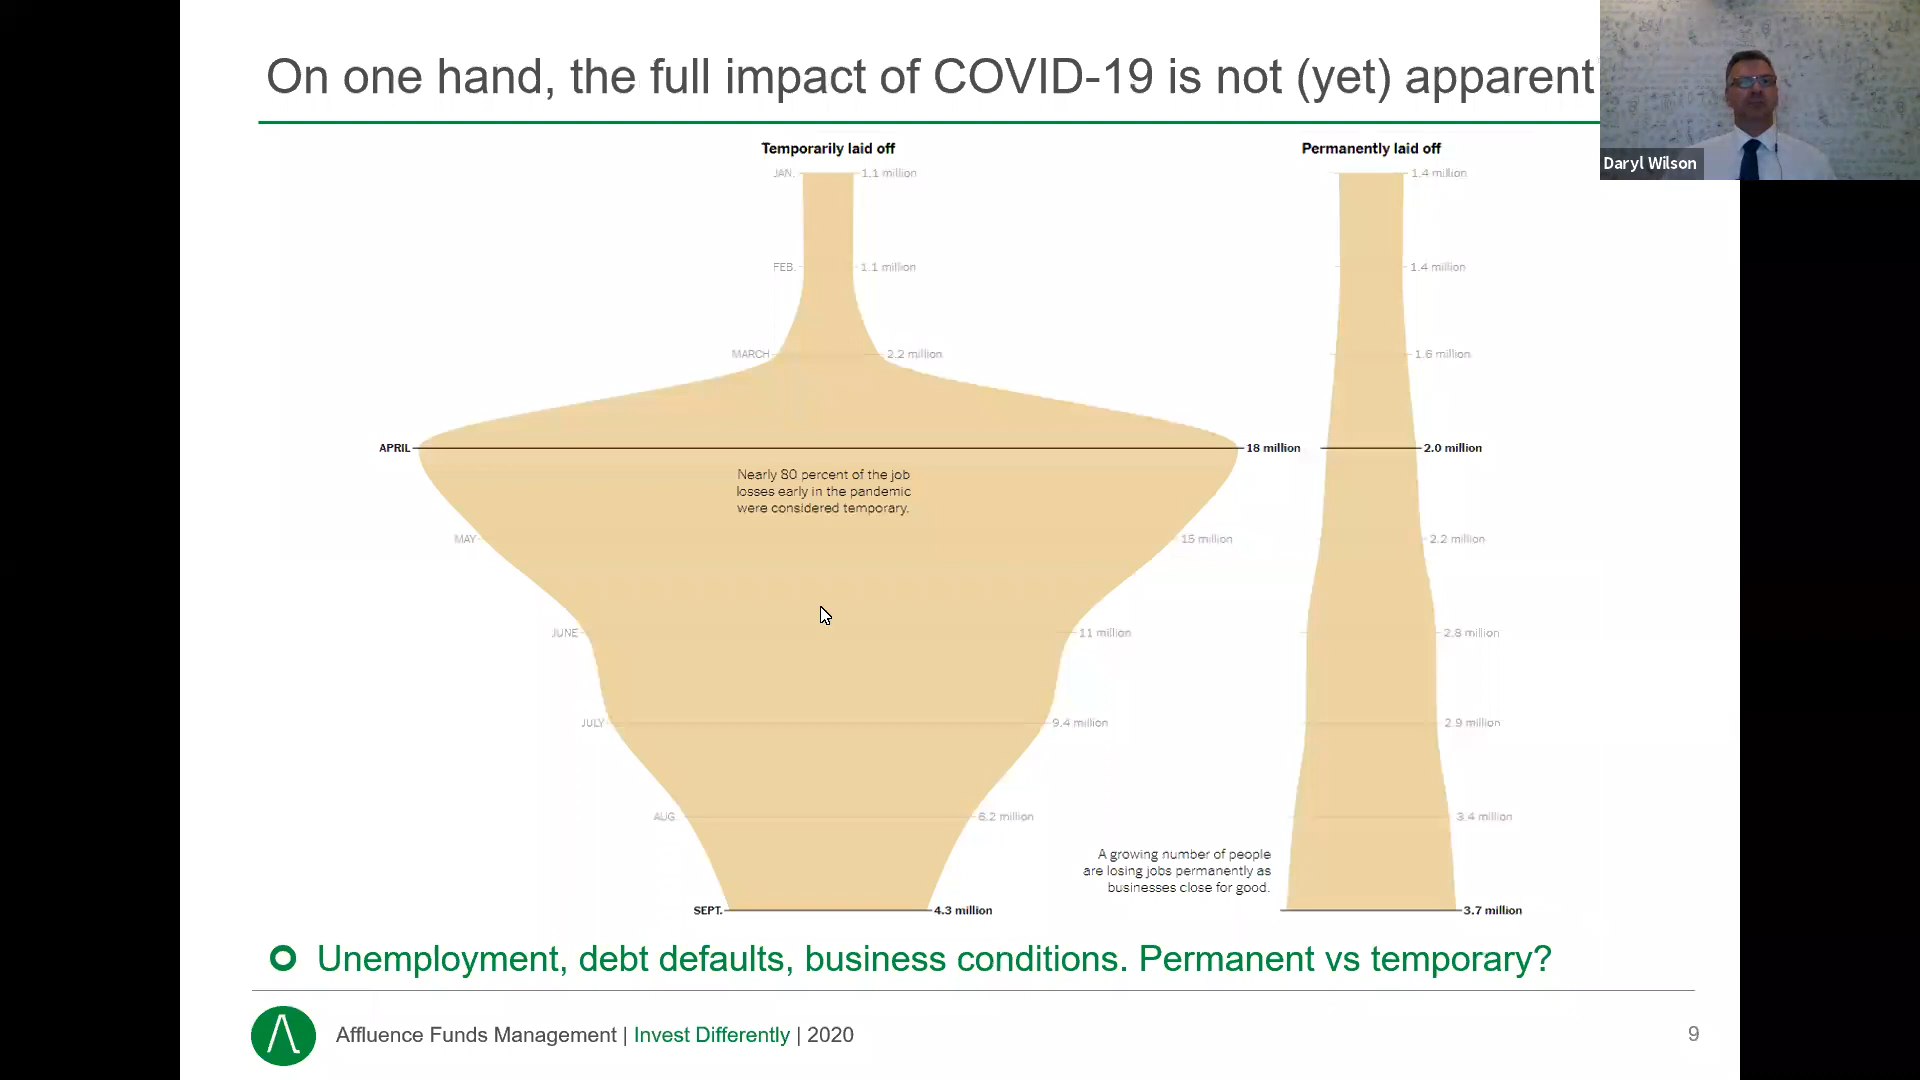 On one hand, the full impact of COVID-19 is not (yet) apparent
Daryl Wilson
Temporarily laid off
Permanently laid off
JAN. 1.1 million 1.4 million
FEB. 1.1 million 1.4 million
MARCH 2.2 million 1.6 million
APRIL 18 million 2.0 million
Nearly 80 percent of the job
losses early in the pandemic
were considered temporary.
MAY 15 million 2.2 million
JUNE 11 million 2.8 million
JULY 9.4 million 2.9 million
AUG. 6.2 million 3.4 million
A growing number of people
are losing jobs permanently as
businesses close for good.
SEPT. 4.3 million 3.7 million
Unemployment, debt defaults, business conditions. Permanent vs temporary?
Affluence Funds Management | Invest Differently | 2020
9